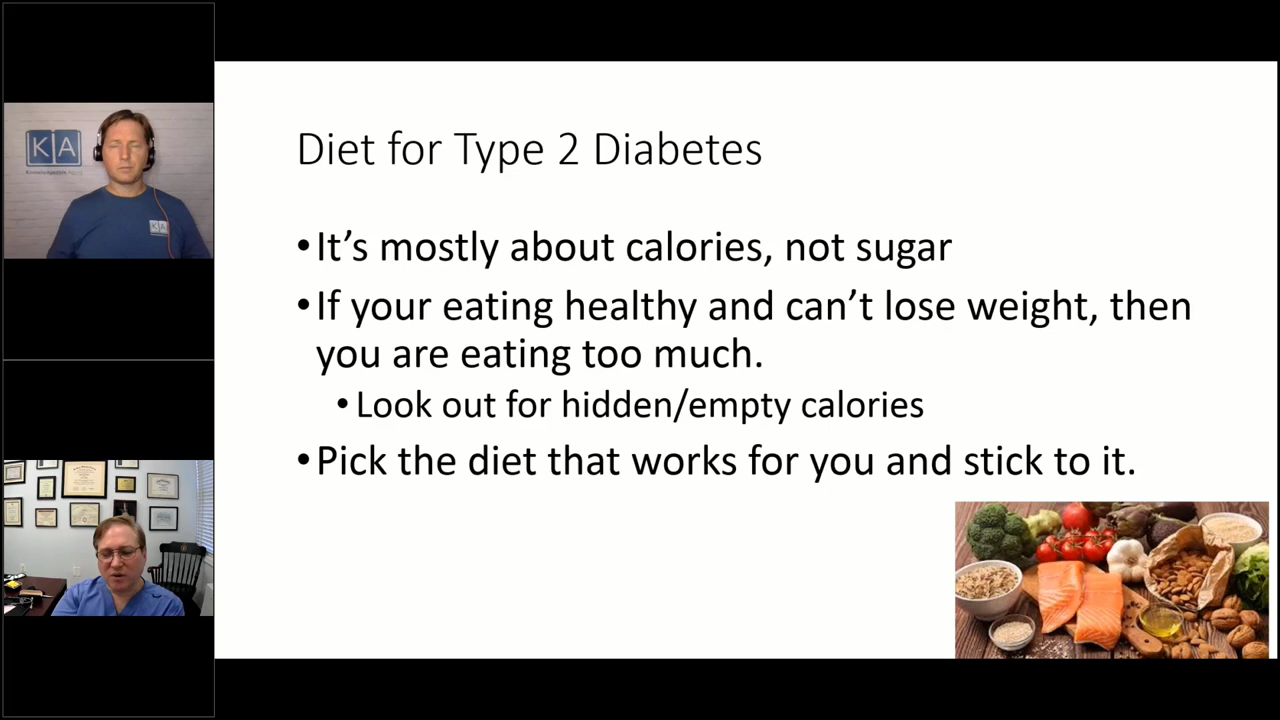 K|A
Knowledgeable Agent
KA
Diet for Type 2 Diabetes
•It’s mostly about calories, not sugar
•If your eating healthy and can’t lose weight, then
you are eating too much.
•Look out for hidden/empty calories
•Pick the diet that works for you and stick to it.